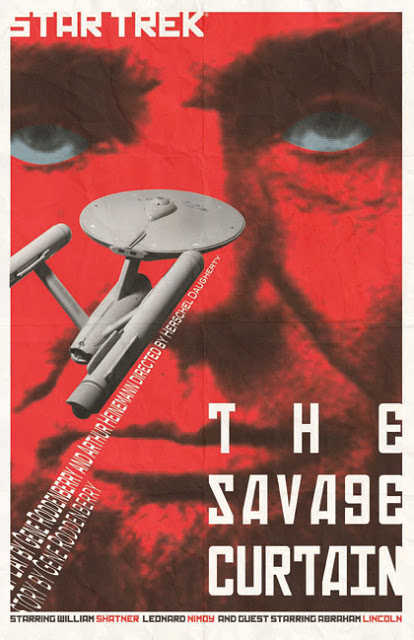 STAR TREK
PLAY BY GENE RODDENBERRY AND ARTHUR HEINEMANN DIRECTED BY HERSCHEL DAUGHERTY
STORY BY GENE RODDENBERRY
THE
SAVAGE
CURTAIN
STARRING WILLIAM SHATNER LEONARD NIMOY AND GUEST STARRING ABRAHAM LINCOLN